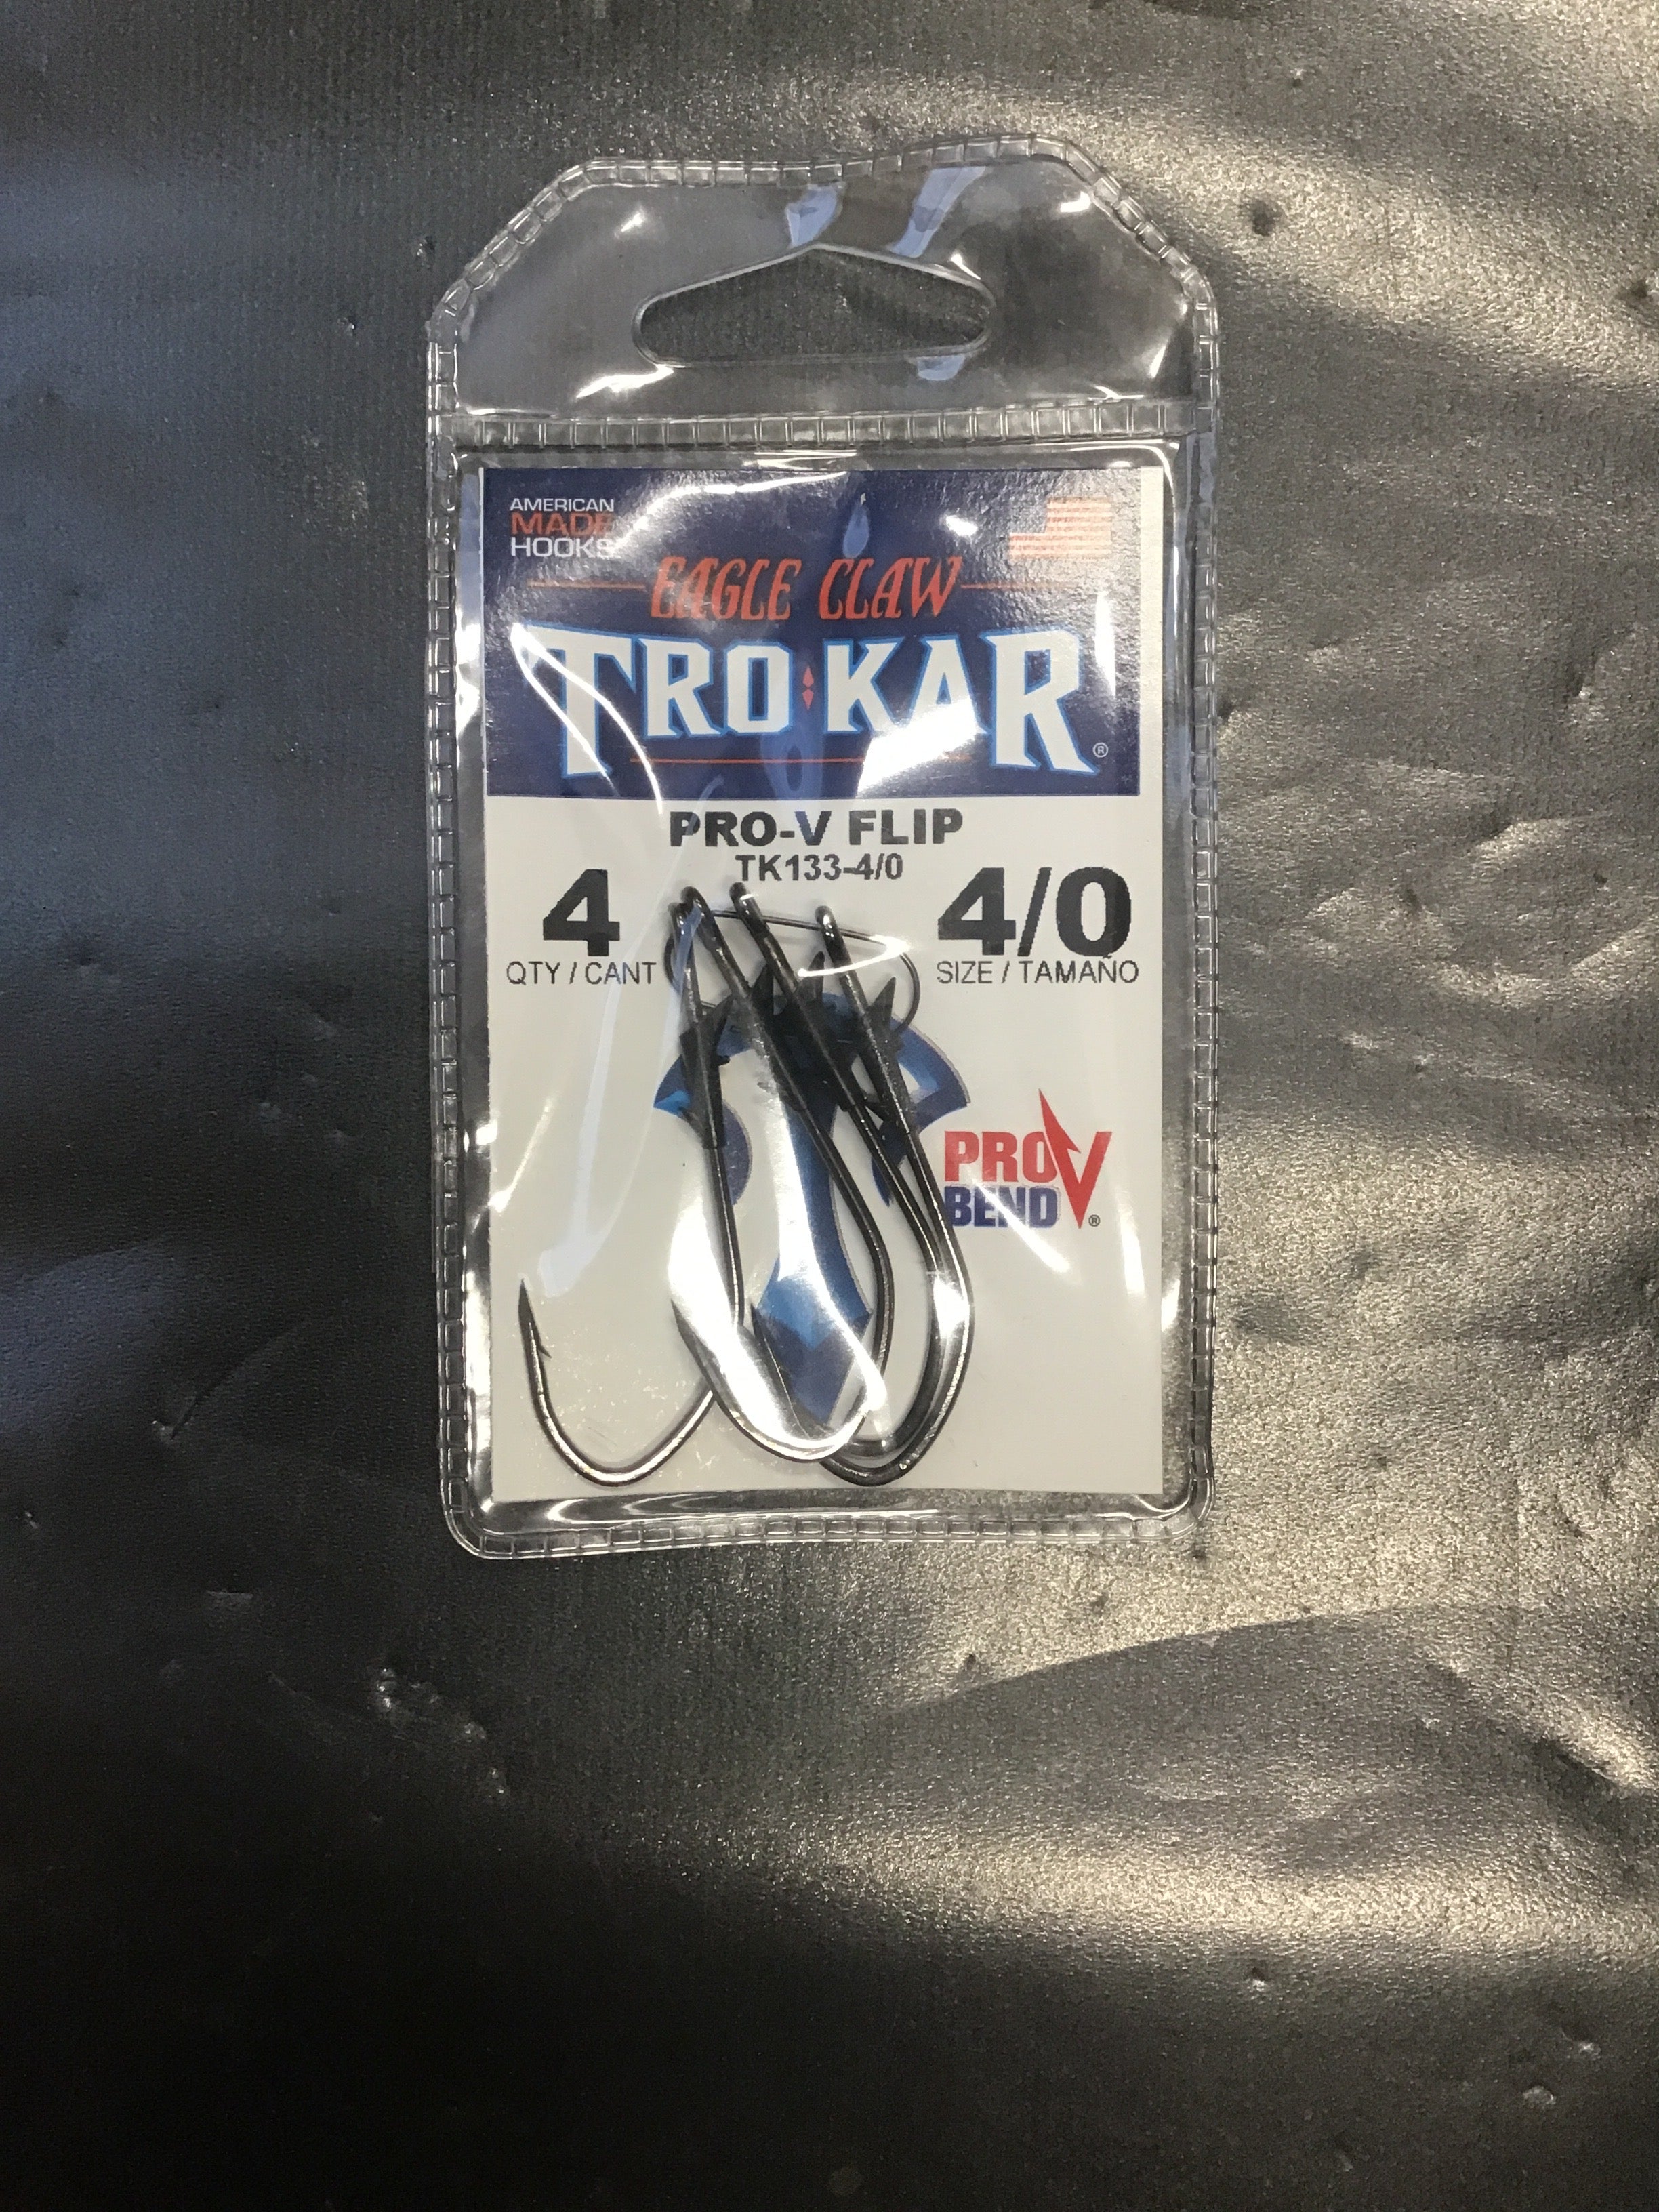 AMERICAN
MADE
HOOKS
EAGLE CLAW
TRO KAR ®
PRO-V FLIP
TK133-4/0
4
QTY / CANT
4/0
SIZE / TAMAÑO
PRO V
BEND ®